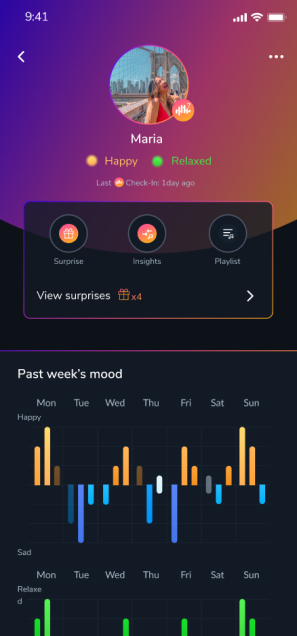 9:41
Maria
Happy
Relaxed
Last Check-In: 1day ago
Surprise
Insights
Playlist
View surprises x4
Past week's mood
Mon Tue Wed Thu Fri Sat Sun
Happy
Sad
Mon Tue Wed Thu Fri Sat Sun
Relaxe
d